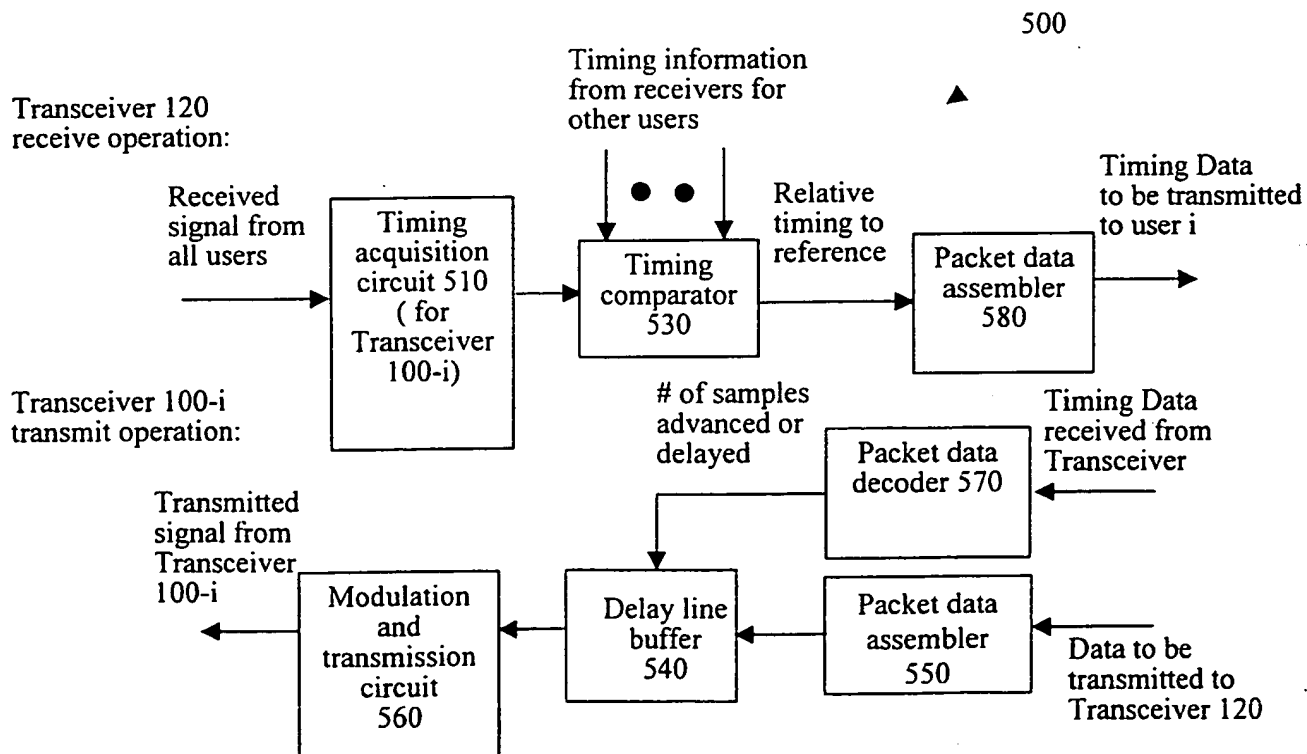 500
Timing information
from receivers for
other users
Transceiver 120
receive operation:
Received
signal from
all users
Timing
acquisition
circuit 510
( for
Transceiver
100-i)
Timing
comparator
530
Relative
timing to
reference
Packet data
assembler
580
Timing Data
to be transmitted
to user i
Transceiver 100-i
transmit operation:
# of samples
advanced or
delayed
Packet data
decoder 570
Timing Data
received from
Transceiver
Transmitted
signal from
Transceiver
100-i
Modulation
and
transmission
circuit
560
Delay line
buffer
540
Packet data
assembler
550
Data to be
transmitted to
Transceiver 120